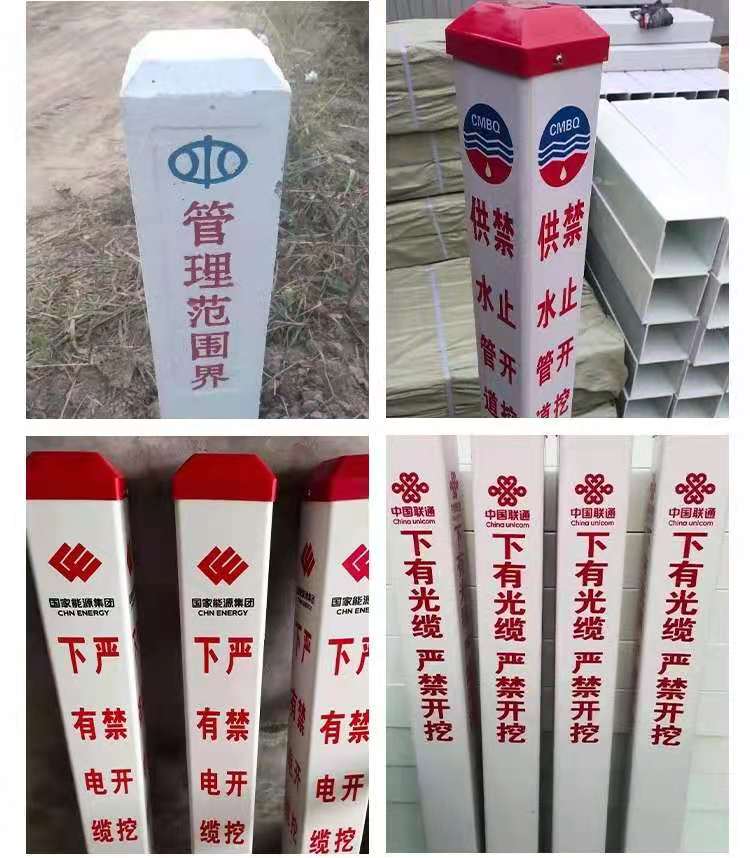 管理范围界
CMBQ
供水管道
禁止开挖
CMBQ
供水管道
禁止开挖
国家能源集团
CHN ENERGY
下有电缆
严禁开挖
国家能源集团
CHN ENERGY
下有电缆
严禁开挖
CHN ENERGY
下有电缆
严禁开挖
中国联通
China unicom
下有光缆 严禁开挖
中国联通
China unicom
下有光缆 严禁开挖
中国联通
China unicom
下有光缆 严禁开挖
中国联通
China unicom
下有光缆 严禁开挖